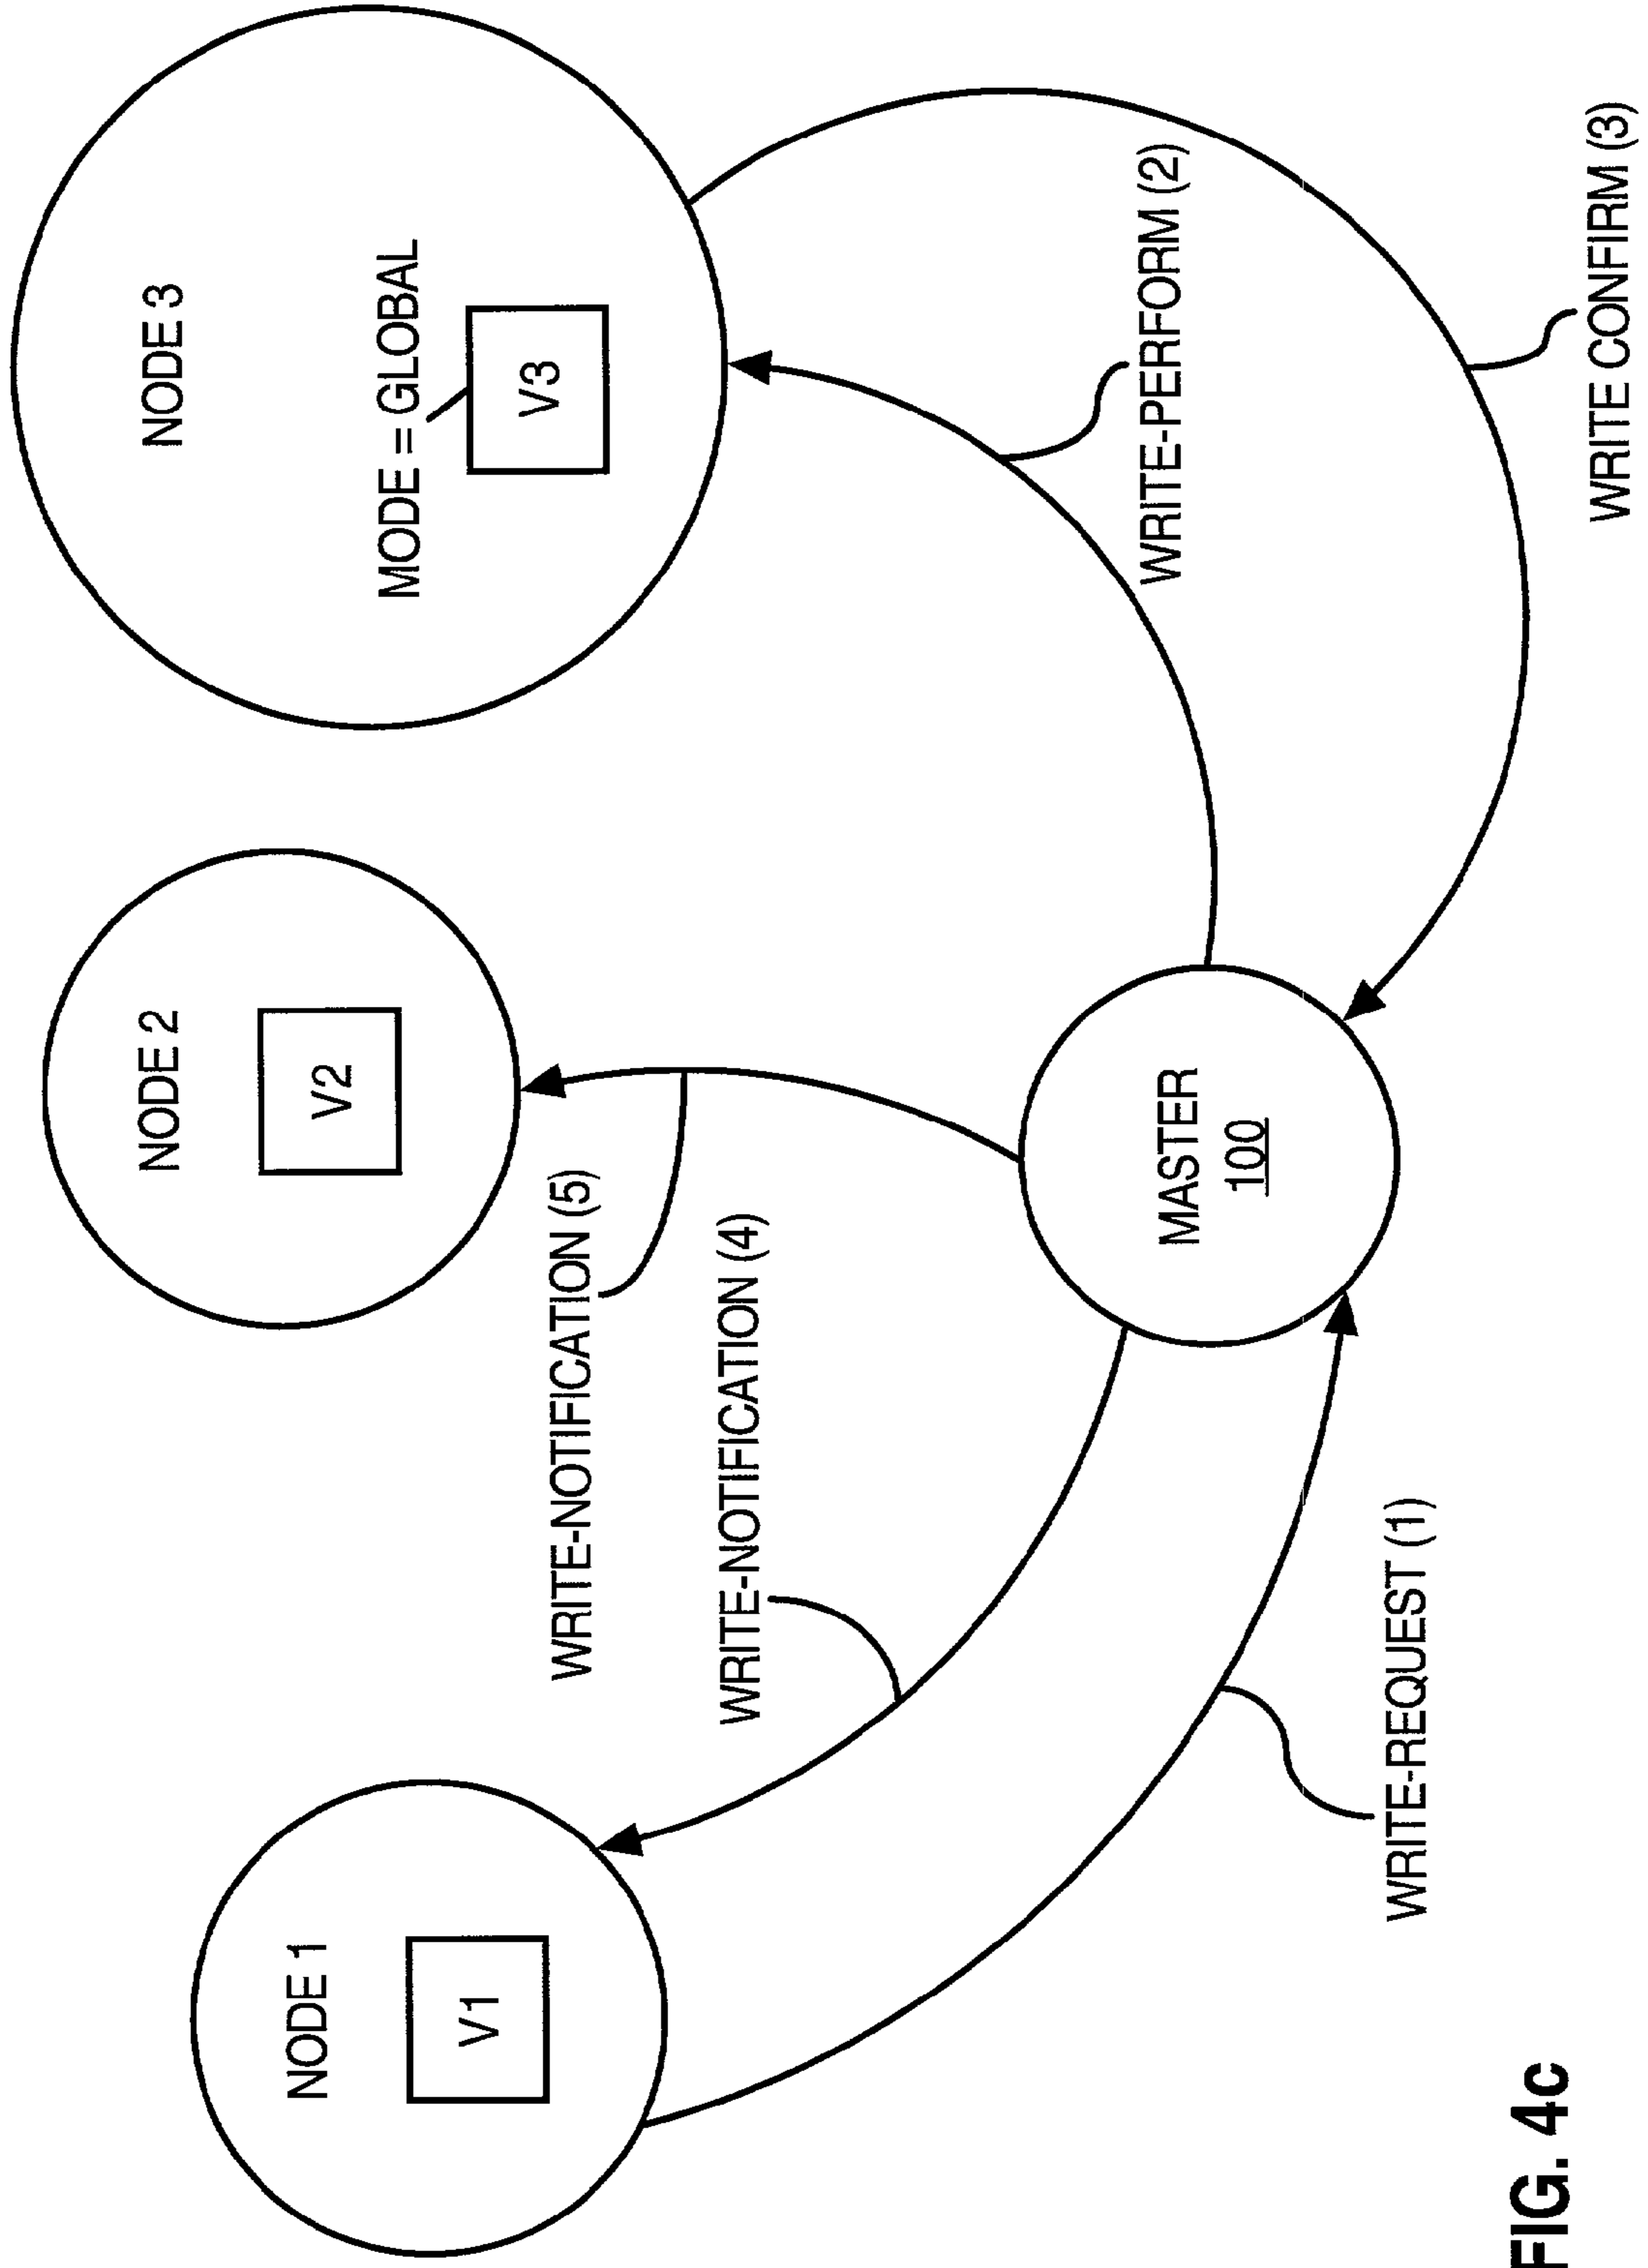 NODE 1
V1
NODE 2
V2
NODE 3
MODE = GLOBAL
V3
WRITE-NOTIFICATION (5)
WRITE-NOTIFICATION (4)
MASTER
100
WRITE-PERFORM (2)
WRITE-REQUEST (1)
WRITE CONFIRM (3)
FIG. 4c